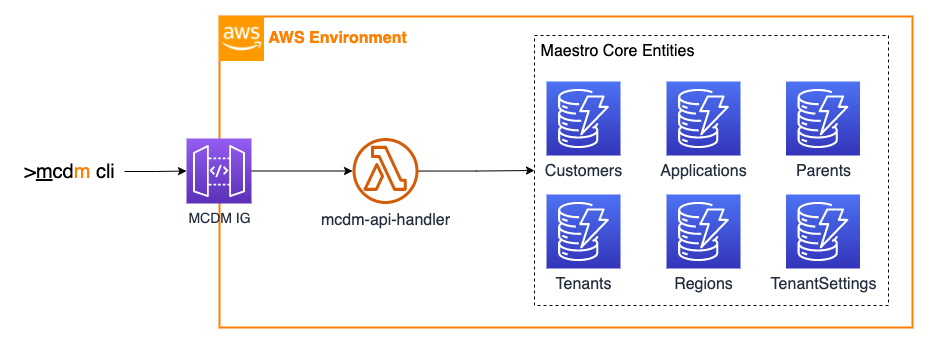 aws
AWS Environment
Maestro Core Entities
Customers
Applications
Parents
>mcdm cli
</>
MCDM IG
mcdm-api-handler
Tenants
Regions
TenantSettings